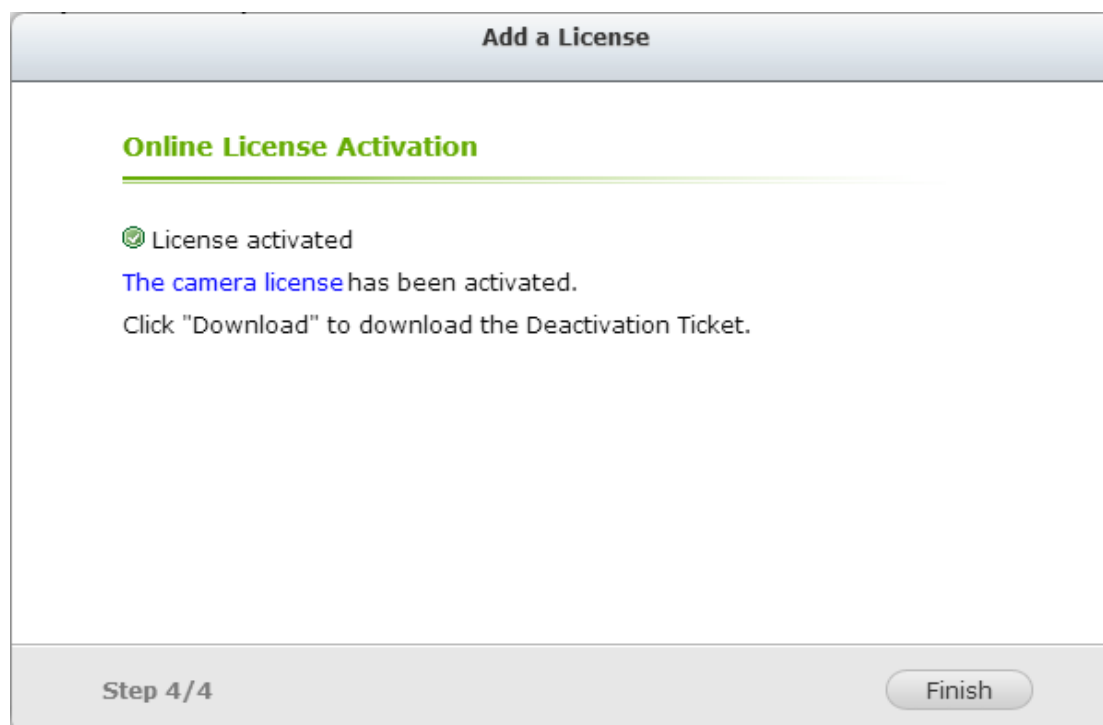 Add a License
Online License Activation
License activated
The camera license has been activated.
Click "Download" to download the Deactivation Ticket.
Step 4/4
Finish